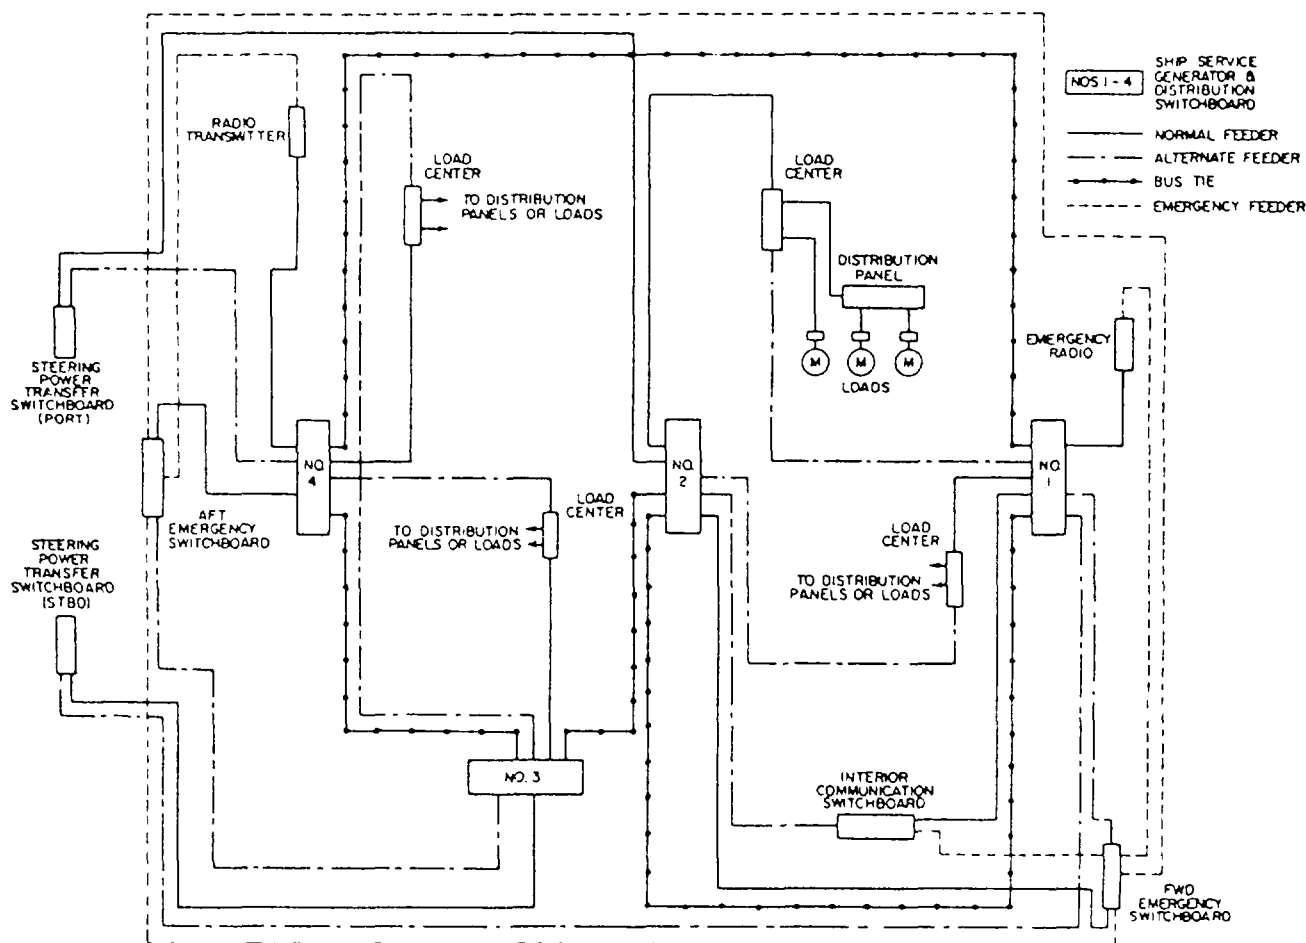 NOS 1 - 4
SHIP SERVICE
GENERATOR &
DISTRIBUTION
SWITCHBOARD
NORMAL FEEDER
ALTERNATE FEEDER
BUS TIE
EMERGENCY FEEDER
RADIO
TRANSMITTER
LOAD
CENTER
TO DISTRIBUTION
PANELS OR LOADS
LOAD
CENTER
DISTRIBUTION
PANEL
M
M
M
LOADS
EMERGENCY
RADIO
STEERING
POWER
TRANSFER
SWITCHBOARD
(PORT)
NO.
4
NO.
2
NO.
1
AFT
EMERGENCY
SWITCHBOARD
LOAD
CENTER
TO DISTRIBUTION
PANELS OR LOADS
STEERING
POWER
TRANSFER
SWITCHBOARD
(STBD)
LOAD
CENTER
TO DISTRIBUTION
PANELS OR LOADS
NO. 3
INTERIOR
COMMUNICATION
SWITCHBOARD
FWD
EMERGENCY
SWITCHBOARD